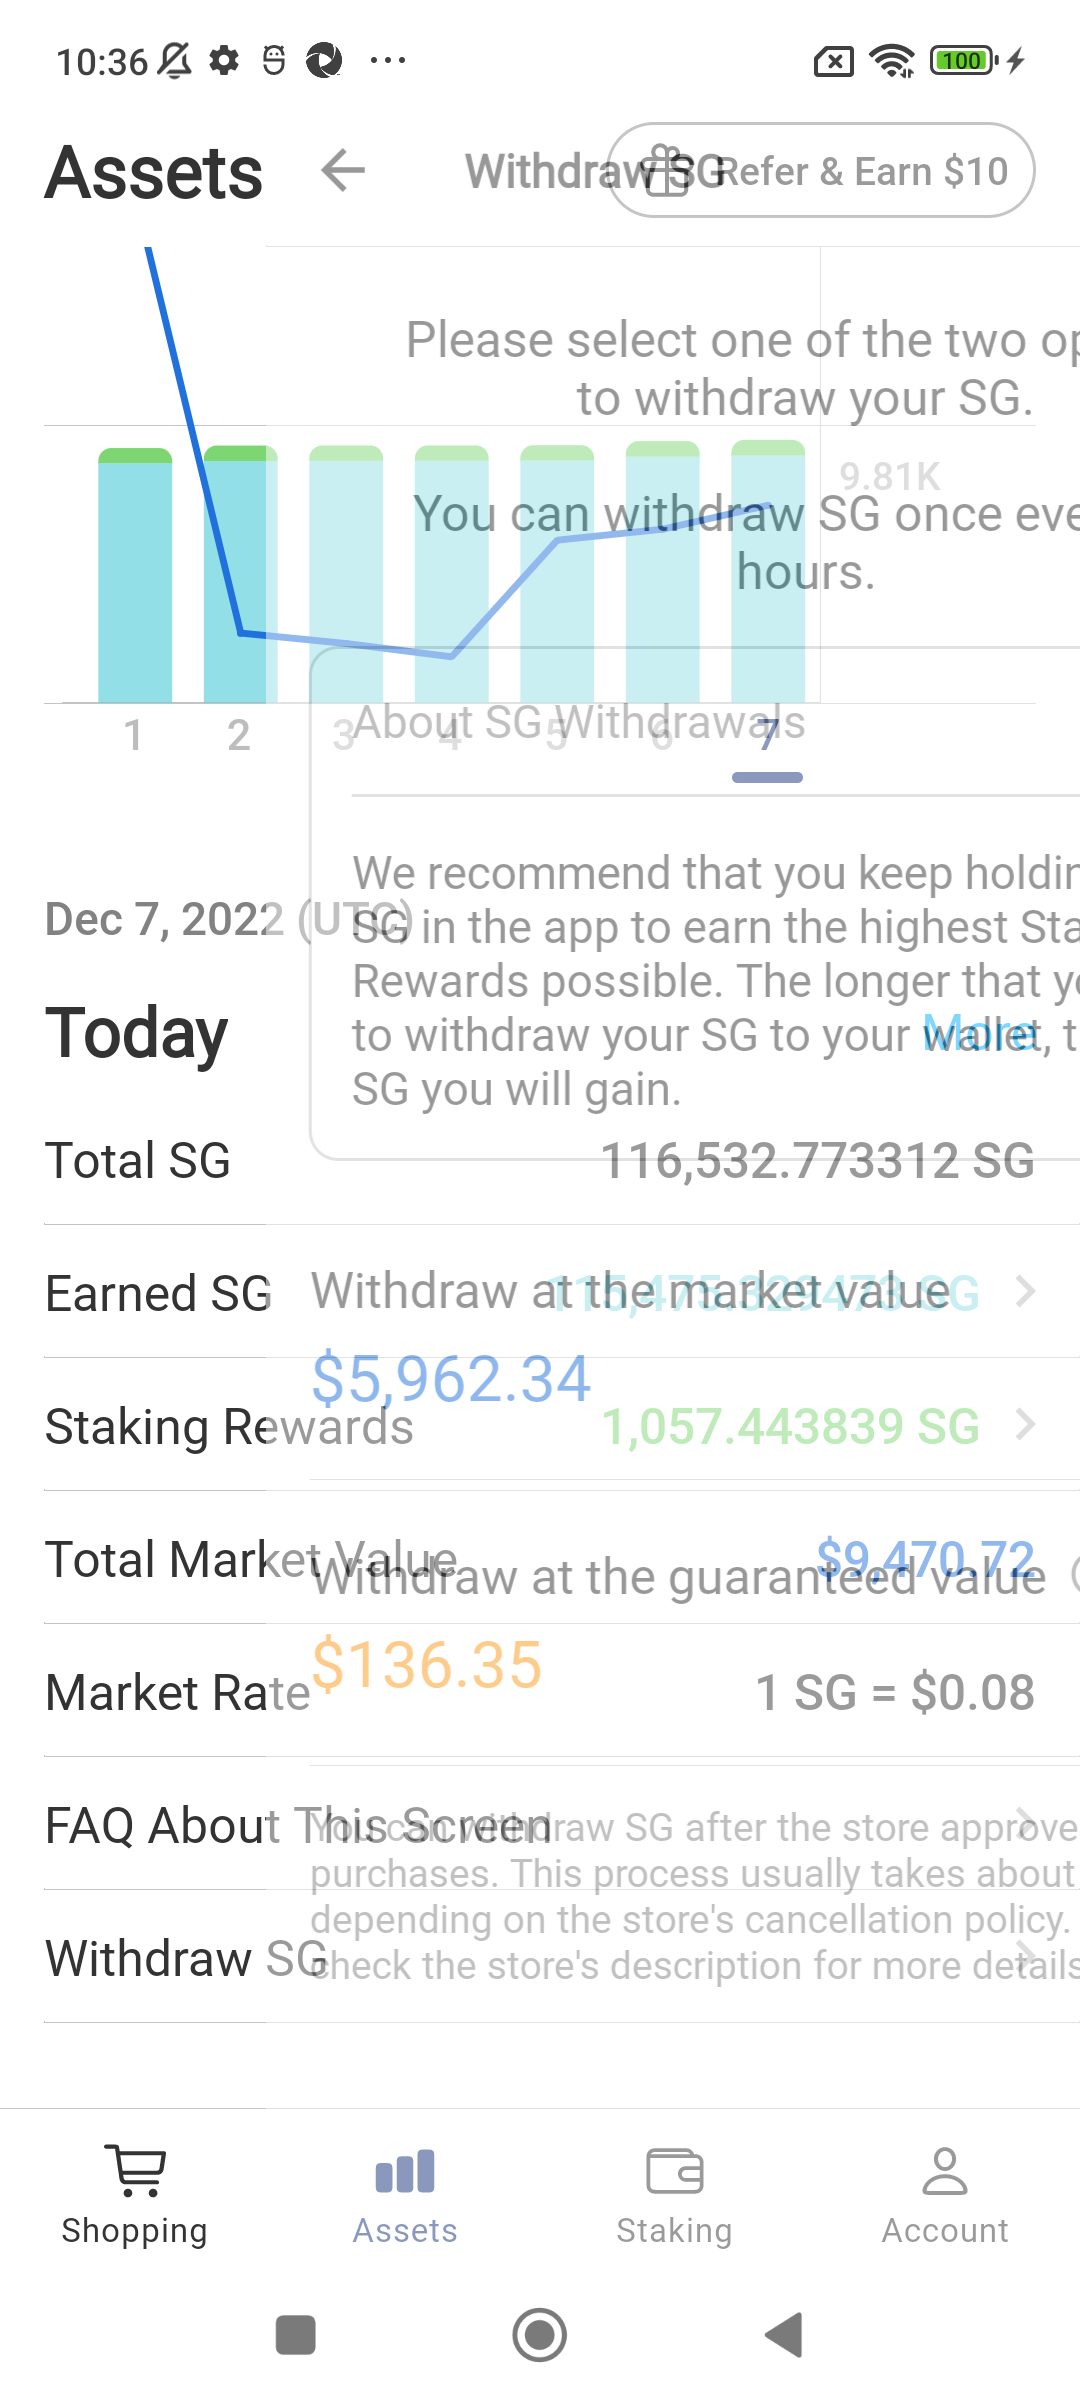 10:36
100
Assets
Withdraw SG
Refer & Earn $10
Please select one of the two op
to withdraw your SG.
9.81K
You can withdraw SG once eve
hours.
1 2 3 4 5 6 7
About SG Withdrawals
We recommend that you keep holdin
SG in the app to earn the highest Sta
Rewards possible. The longer that yo
to withdraw your SG to your wallet, t
SG you will gain.
Dec 7, 2022 (UTC)
Today
More
Total SG
116,532.773312 SG
Earned SG
115,475.329473 SG
Withdraw at the market value
$5,962.34
Staking Rewards
1,057.443839 SG
Total Market Value
$9,470.72
Withdraw at the guaranteed value
$136.35
Market Rate
1 SG = $0.08
FAQ About This Screen
You can withdraw SG after the store approve
purchases. This process usually takes about
depending on the store's cancellation policy.
check the store's description for more details
Withdraw SG
Shopping
Assets
Staking
Account